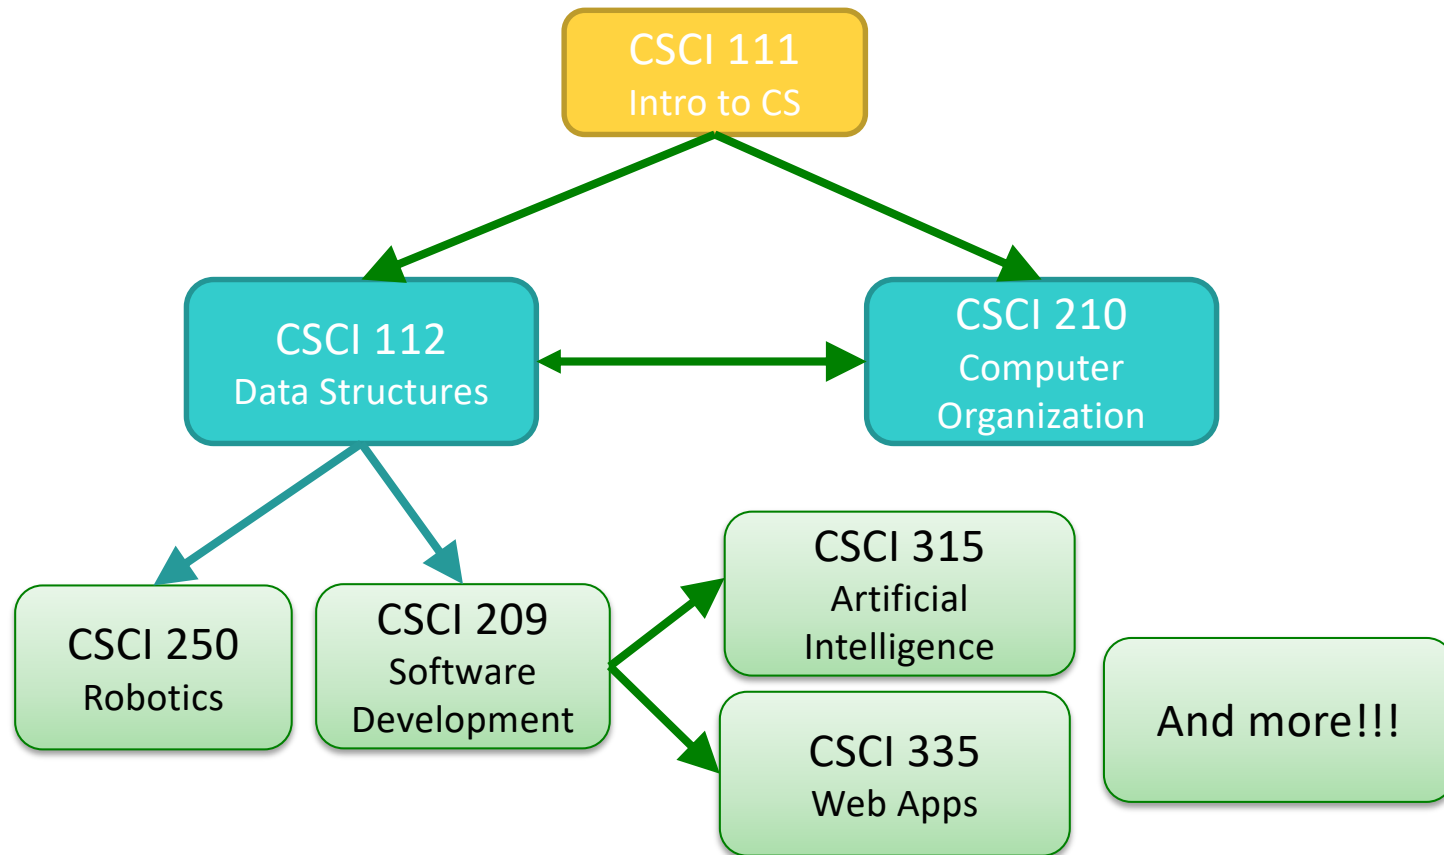 CSCI 111
Intro to CS
CSCI 112
Data Structures
CSCI 210
Computer
Organization
CSCI 250
Robotics
CSCI 209
Software
Development
CSCI 315
Artificial
Intelligence
CSCI 335
Web Apps
And more!!!